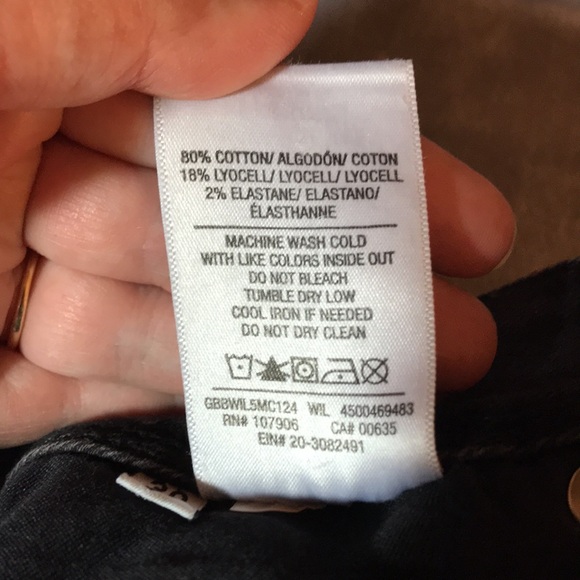 80% COTTON/ ALGODÓN/ COTON
18% LYOCELL/ LYOCELL/ LYOCELL
2% ELASTANE/ ELASTANO/
ÉLASTHANNE
MACHINE WASH COLD
WITH LIKE COLORS INSIDE OUT
DO NOT BLEACH
TUMBLE DRY LOW
COOL IRON IF NEEDED
DO NOT DRY CLEAN
GBBWIL5MC124 WIL 4500469483
RN# 107906 CA# 00635
EIN# 20-3082491